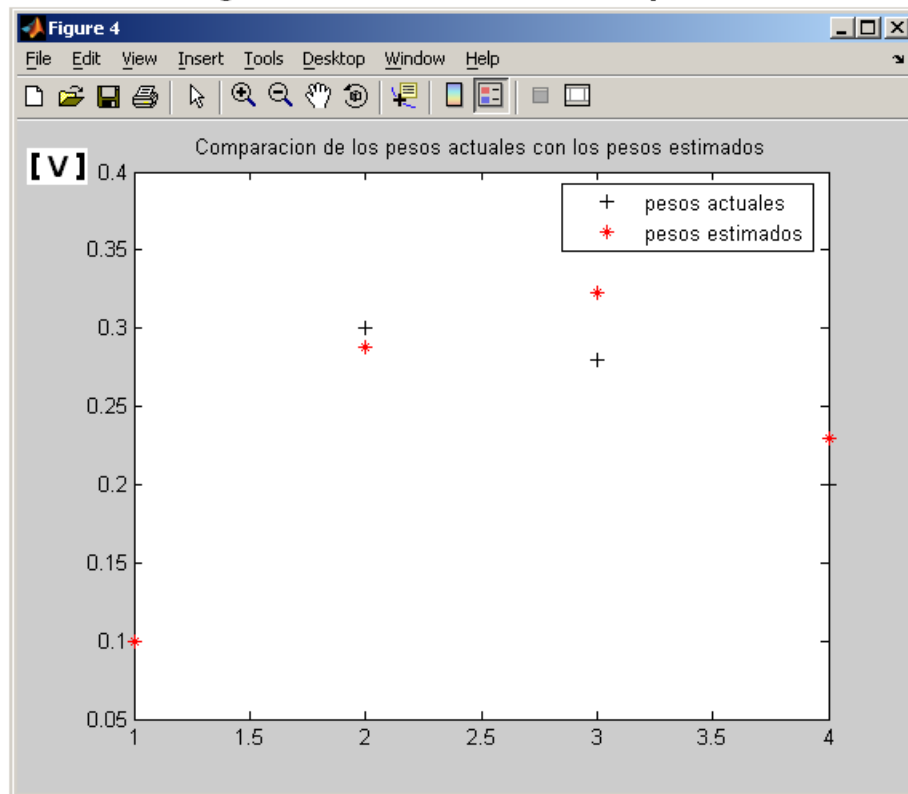 Figure 4
File Edit View Insert Tools Desktop Window Help
Comparacion de los pesos actuales con los pesos estimados
[ V ]
0.4
pesos actuales
pesos estimados
0.35
0.3
0.25
0.2
0.15
0.1
0.05
1 1.5 2 2.5 3 3.5 4